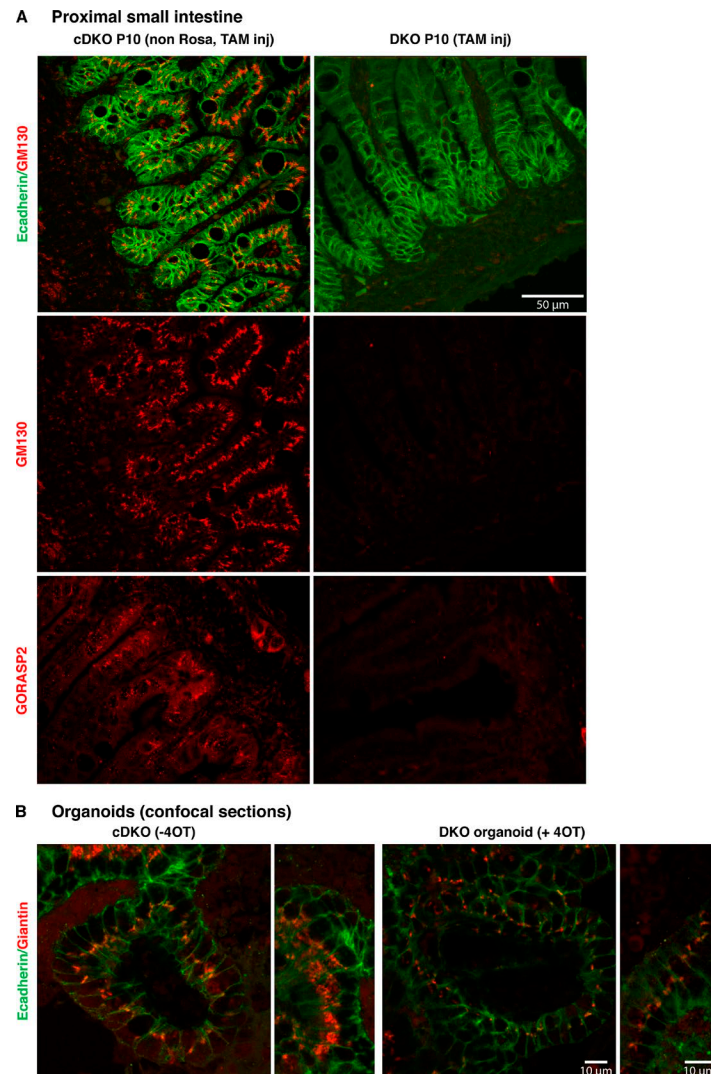 A Proximal small intestine
cDKO P10 (non Rosa, TAM inj) DKO P10 (TAM inj)
Ecadherin/GM130
50 µm
GM130
GORASP2
B Organoids (confocal sections)
cDKO (-4OT) DKO organoid (+ 4OT)
Ecadherin/Giantin
10 µm 10 µm